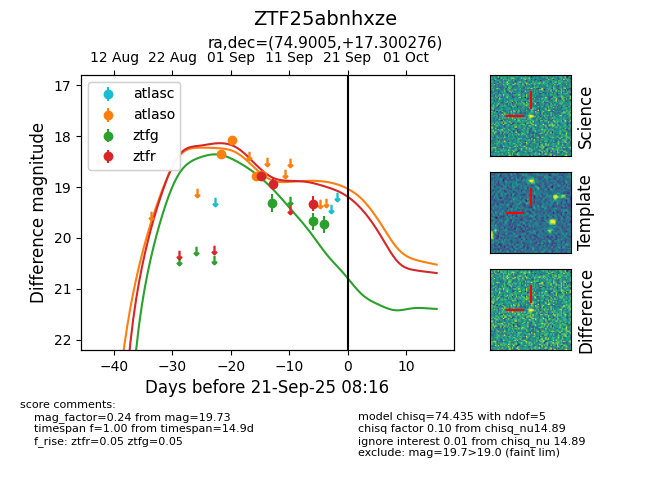 ZTF25abnhxze
ra,dec=(74.9005,+17.300276)
12 Aug 22 Aug 01 Sep 11 Sep 21 Sep 01 Oct
atlasc
atlaso
ztfg
ztfr
17
18
19
20
21
22
Difference magnitude
−40 −30 −20 −10 0 10
Days before 21-Sep-25 08:16
Science
Template
Difference
score comments:
mag_factor=0.24 from mag=19.73
timespan f=1.00 from timespan=14.9d
f_rise: ztfr=0.05 ztfg=0.05
model chisq=74.435 with ndof=5
chisq factor 0.10 from chisq_nu14.89
ignore interest 0.01 from chisq_nu 14.89
exclude: mag=19.7>19.0 (faint lim)